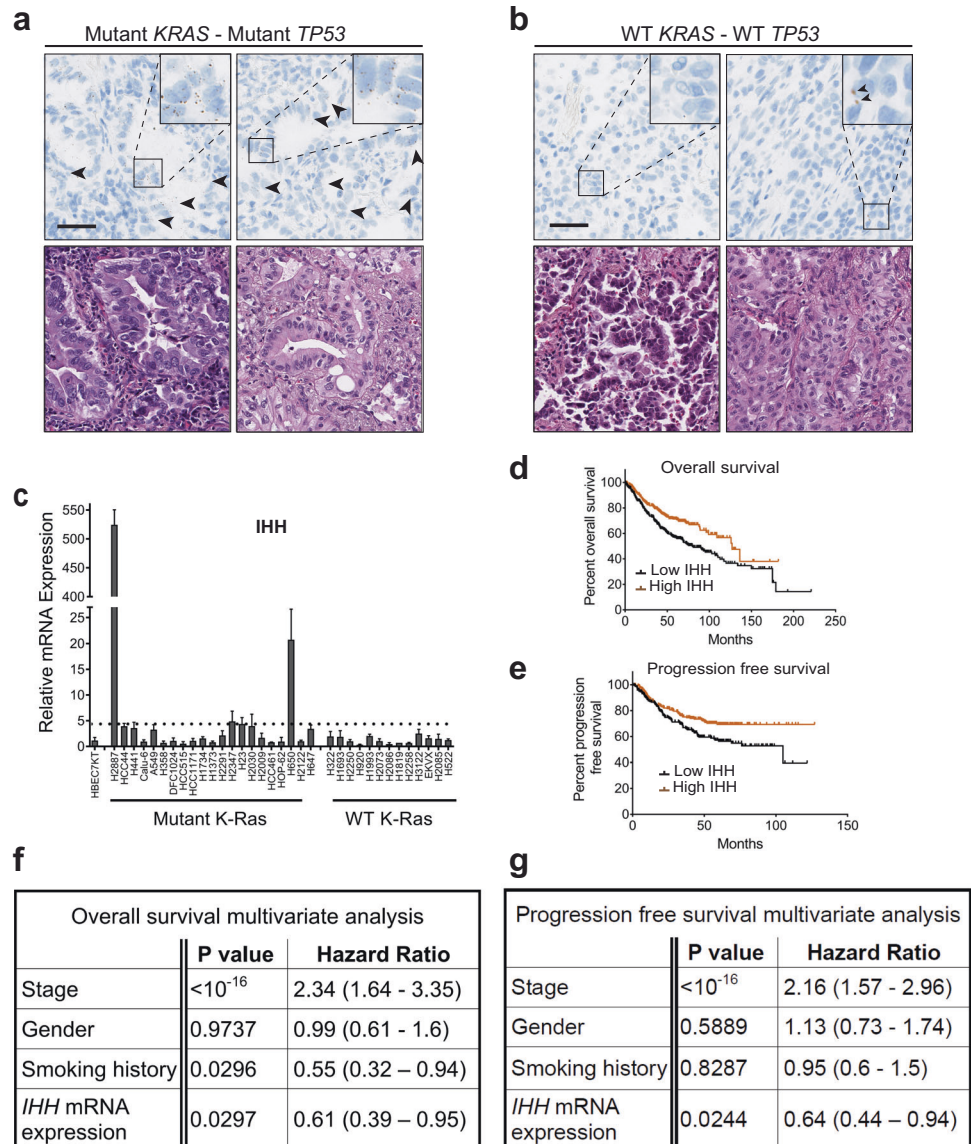 a
Mutant KRAS - Mutant TP53
b
WT KRAS - WT TP53
c
IHH
Relative mRNA Expression
550
500
450
400
25
20
15
10
5
0
HBEC7KT
H2887
HCC44
H441
Calu-6
A549
H358
DFC1024
HCC515
HCC1171
H1734
H1373
H2291
H2347
H23
H2030
H2009
HCC461
HOP-62
H650
H2122
H647
H322
H1693
H2250
H920
H1993
H2073
H2086
H1819
H2258
H3122
EKVX
H2085
H522
Mutant K-Ras
WT K-Ras
d
Overall survival
Percent overall survival
100
80
60
40
20
0
Low IHH
High IHH
0 50 100 150 200 250
Months
e
Progression free survival
Percent progression
free survival
100
80
60
40
20
0
Low IHH
High IHH
0 50 100 150
Months
f
Overall survival multivariate analysis
P value Hazard Ratio
Stage <10⁻¹⁶ 2.34 (1.64 - 3.35)
Gender 0.9737 0.99 (0.61 - 1.6)
Smoking history 0.0296 0.55 (0.32 – 0.94)
IHH mRNA
expression 0.0297 0.61 (0.39 – 0.95)
g
Progression free survival multivariate analysis
P value Hazard Ratio
Stage <10⁻¹⁶ 2.16 (1.57 - 2.96)
Gender 0.5889 1.13 (0.73 - 1.74)
Smoking history 0.8287 0.95 (0.6 - 1.5)
IHH mRNA
expression 0.0244 0.64 (0.44 – 0.94)